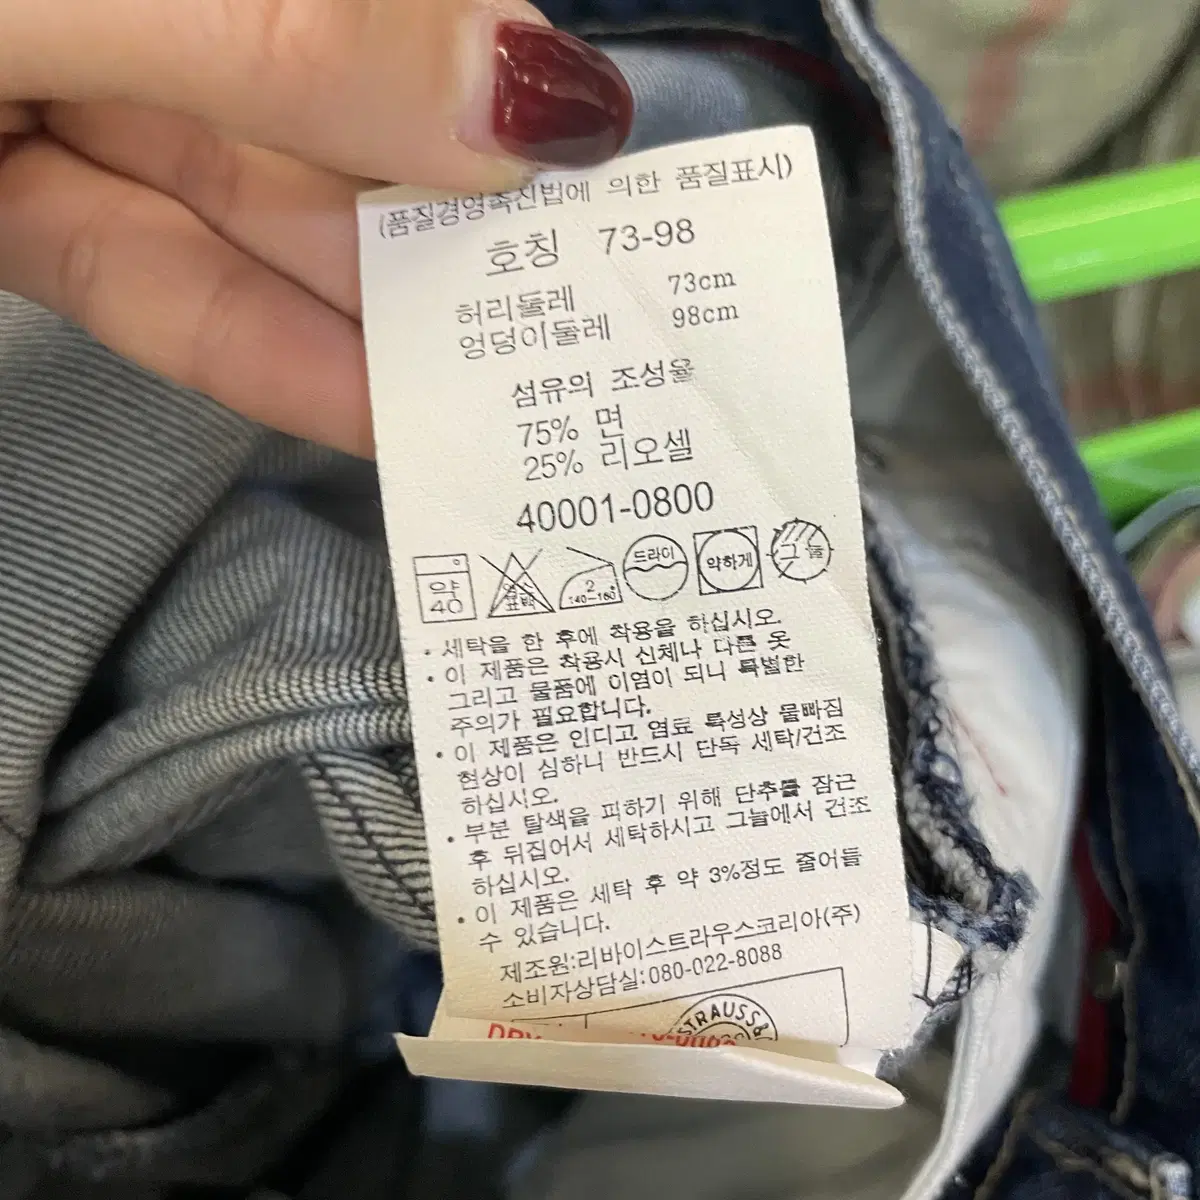 (품질경영촉진법에 의한 품질표시)
호칭 73-98
허리둘레 73cm
엉덩이둘레 98cm
섬유의 조성율
75% 면
25% 리오셀
40001-0800
약 40
염소 표백
2 140-160°
드라이
약하게
그늘
· 세탁을 한 후에 착용을 하십시오.
· 이 제품은 착용시 신체나 다른 옷
그리고 물품에 이염이 되니 특별한
주의가 필요합니다.
· 이 제품은 인디고 염료 특성상 물빠짐
현상이 심하니 반드시 단독 세탁/건조
하십시오.
· 부분 탈색을 피하기 위해 단추를 잠근
후 뒤집어서 세탁하시고 그늘에서 건조
하십시오.
· 이 제품은 세탁 후 약 3%정도 줄어들
수 있습니다.
제조원:리바이스트라우스코리아(주)
소비자상담실:080-022-8088
STRAUSS&